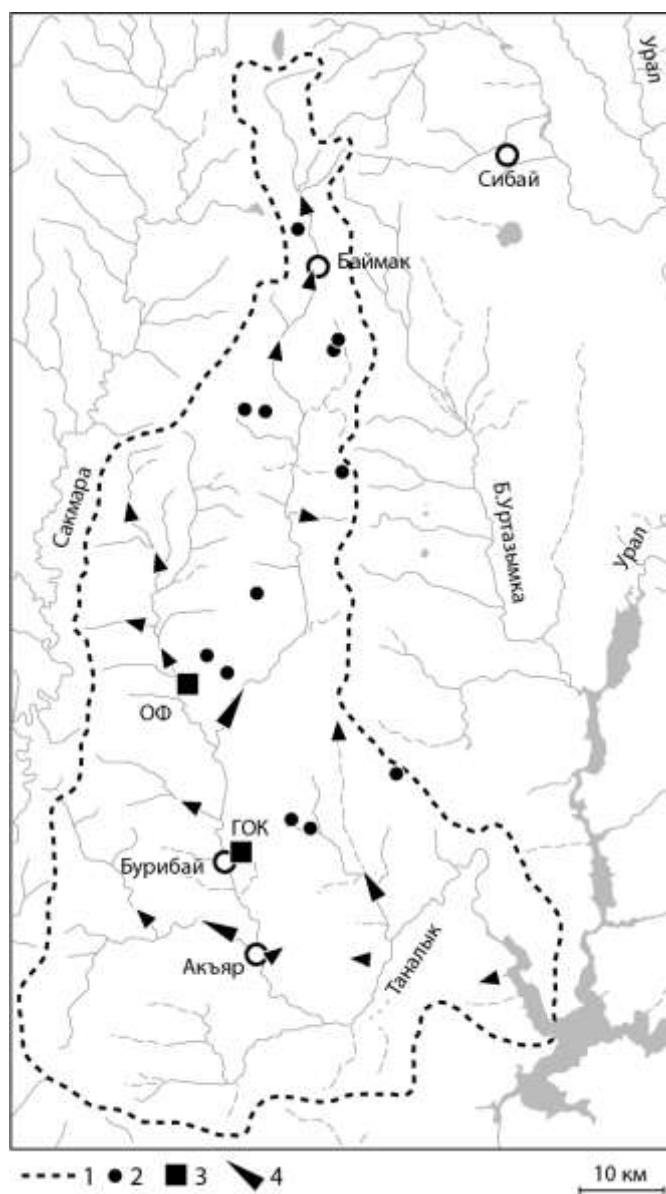 Урал
Сибай
Баймак
Сакмара
Б.Уртазымка
Урал
ОФ
ГОК
Бурибай
Акъяр
Таналык
1 2 3 4 10 км